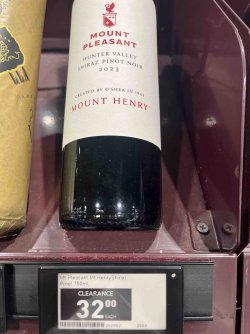 MOUNT
PLEASANT
HUNTER VALLEY
SHIRAZ PINOT NOIR
2023
CREATED BY O'SHEA IN 1945
MOUNT HENRY
Mt Pleasant Mt Henry Shiraz
Pinot 750mL
CLEARANCE
32.00
EACH